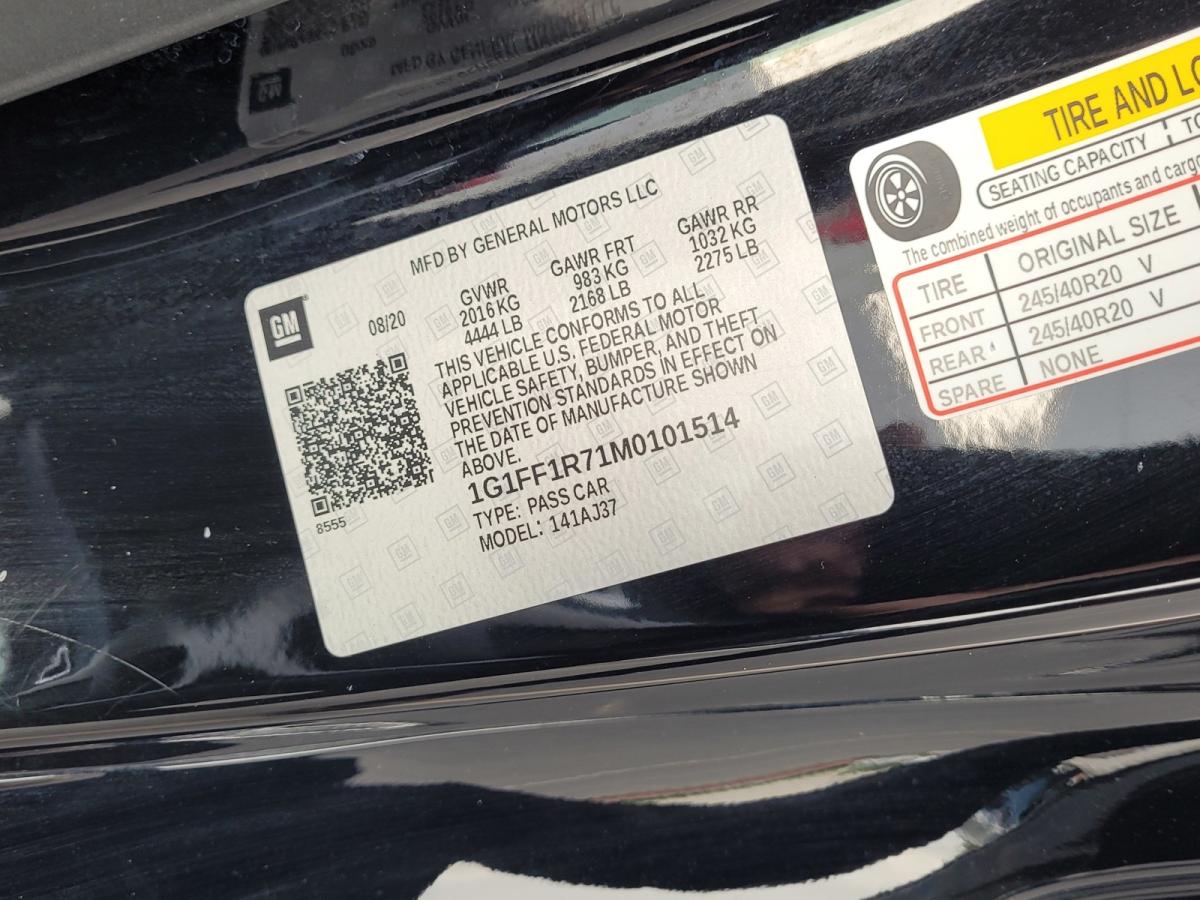 MFD BY GENERAL MOTORS LLC
GM
08/20
GVWR GAWR FRT GAWR RR
2016 KG 983 KG 1032 KG
4444 LB 2168 LB 2275 LB
THIS VEHICLE CONFORMS TO ALL
APPLICABLE U.S. FEDERAL MOTOR
VEHICLE SAFETY, BUMPER, AND THEFT
PREVENTION STANDARDS IN EFFECT ON
THE DATE OF MANUFACTURE SHOWN
ABOVE.
1G1FF1R71M0101514
TYPE: PASS CAR
MODEL: 141AJ37
8555
TIRE AND LO
SEATING CAPACITY TO
The combined weight of occupants and cargo
TIRE ORIGINAL SIZE
FRONT 245/40R20 V
REAR 245/40R20 V
SPARE NONE